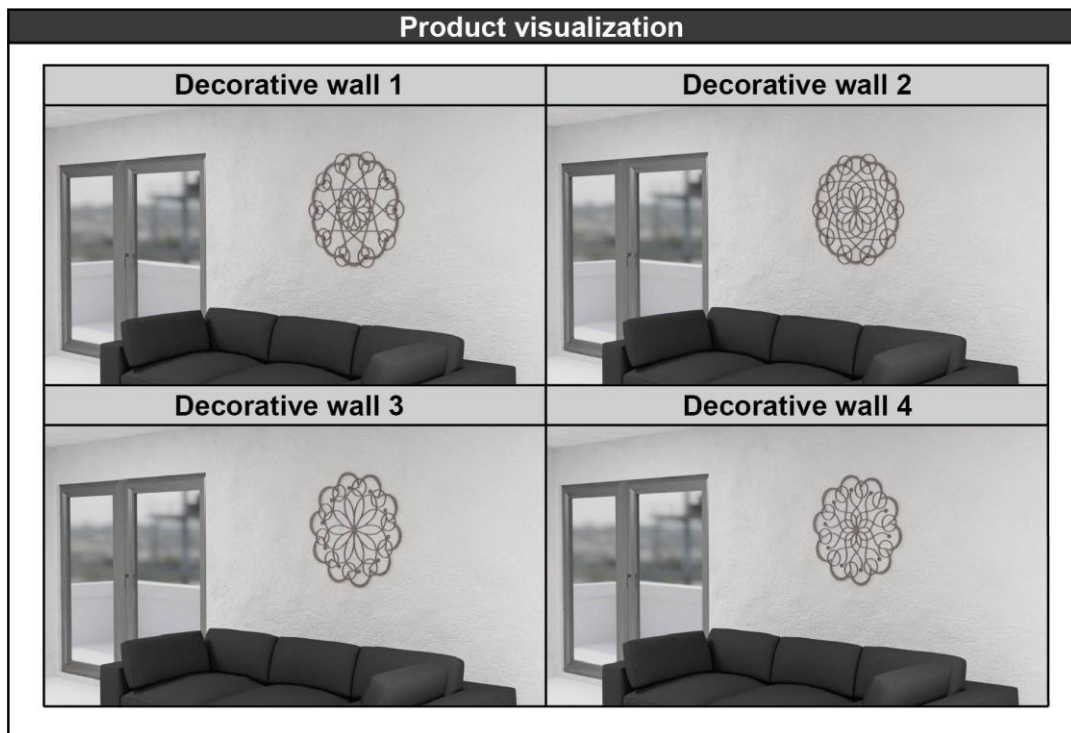 Product visualization
Decorative wall 1
Decorative wall 2
Decorative wall 3
Decorative wall 4